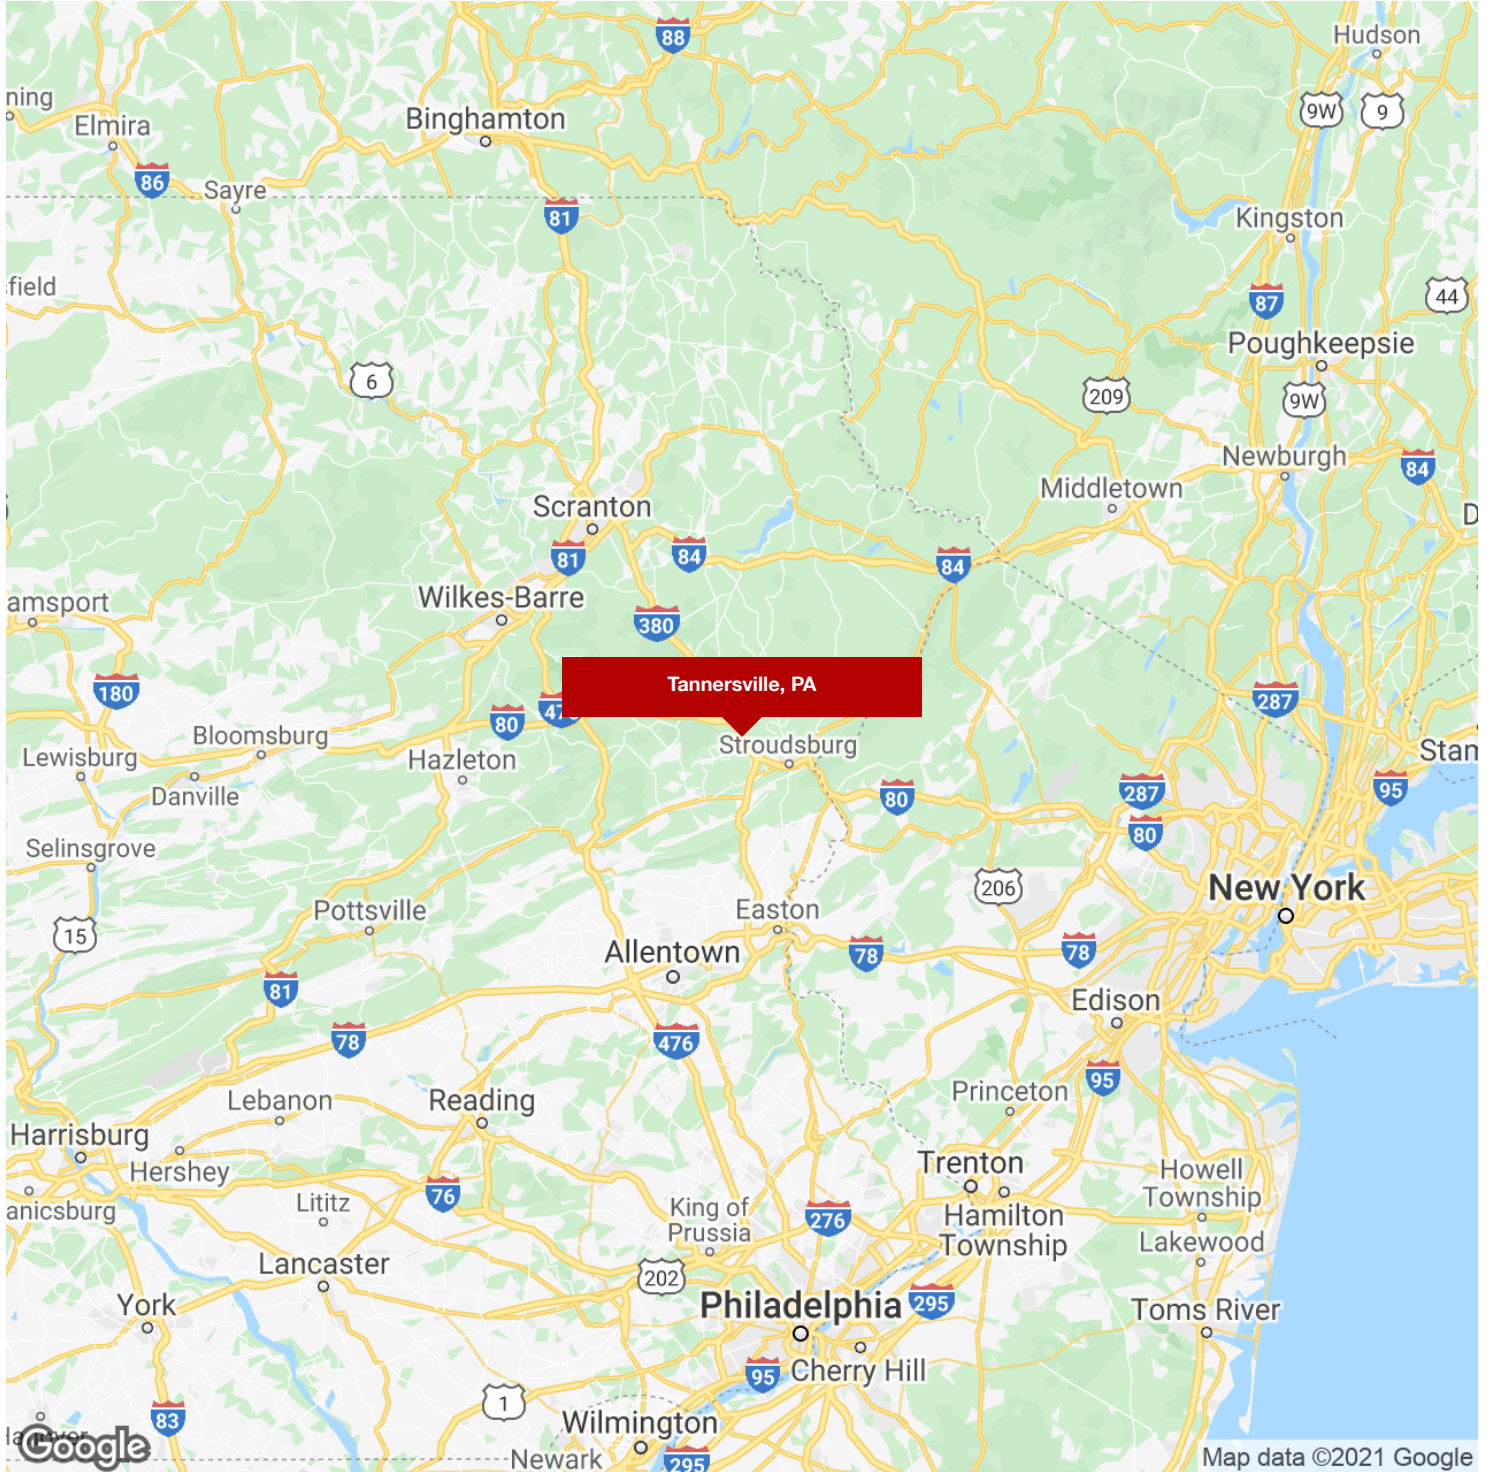 88
Hudson
ning
9W
9
Elmira
Binghamton
86
Sayre
81
Kingston
sfield
87
44
6
Poughkeepsie
209
9W
Newburgh
84
Middletown
Scranton
D
81
84
84
amsport
Wilkes-Barre
380
180
Tannersville, PA
287
80
47
Bloomsburg
Stroudsburg
Lewisburg
Hazleton
Stam
Danville
80
287
95
80
Selinsgrove
206
New York
15
Pottsville
Easton
Allentown
78
78
81
Edison
78
476
95
Princeton
Lebanon
Reading
Harrisburg
Hershey
Trenton
Howell
Township
76
anicsburg
Lititz
King of
Prussia
276
Hamilton
Township
Lakewood
Lancaster
202
York
Philadelphia
295
Toms River
95
Cherry Hill
83
1
Wilmington
Google
Newark
295
Map data ©2021 Google